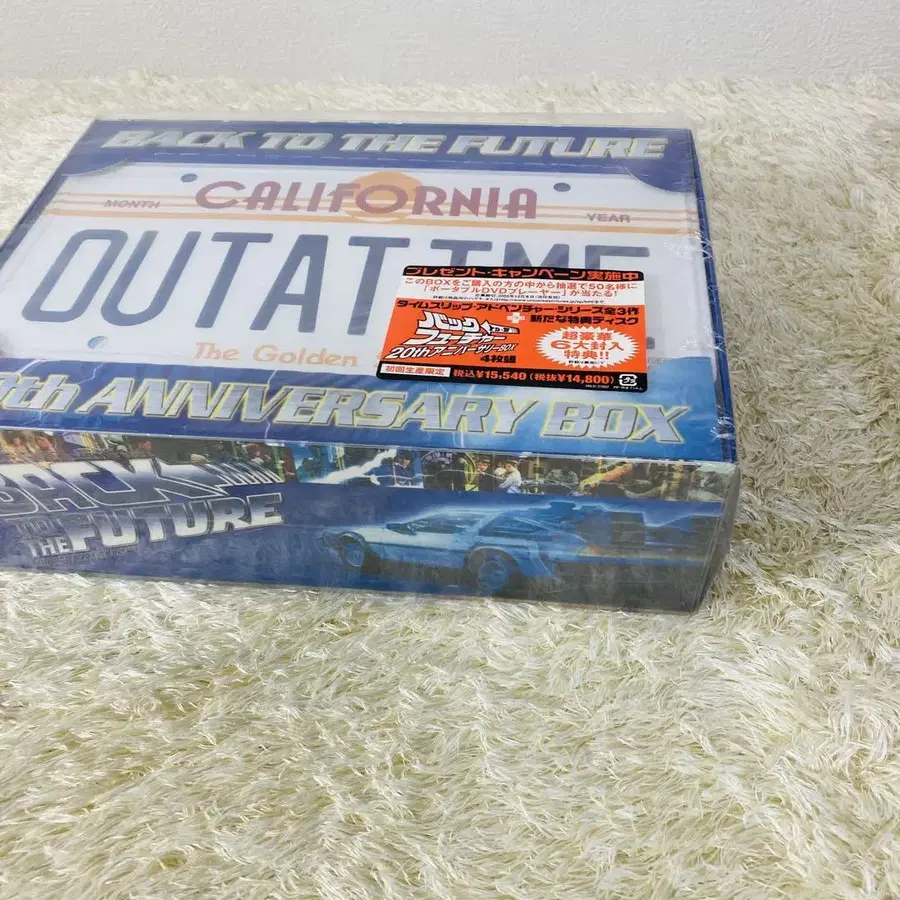 BACK TO THE FUTURE
CALIFORNIA
MONTH
YEAR
OUTATIME
The Golden
th ANNIVERSARY BOX
プレゼント・キャンペーン実施中
このBOXをご購入の方の中から抽選で50名様に
「ポータブルDVDプレーヤー」が当たる!
タイムスリップ・アドベンチャー・シリーズ全3作
+新たな特典ディスク
バック・トゥ・ザ・フューチャー
20thアニバーサリーBOX
4枚組
超豪華
6大封入
特典!!
初回生産限定
税込¥15,540(税抜¥14,800)
BACK
TO
THE FUTURE